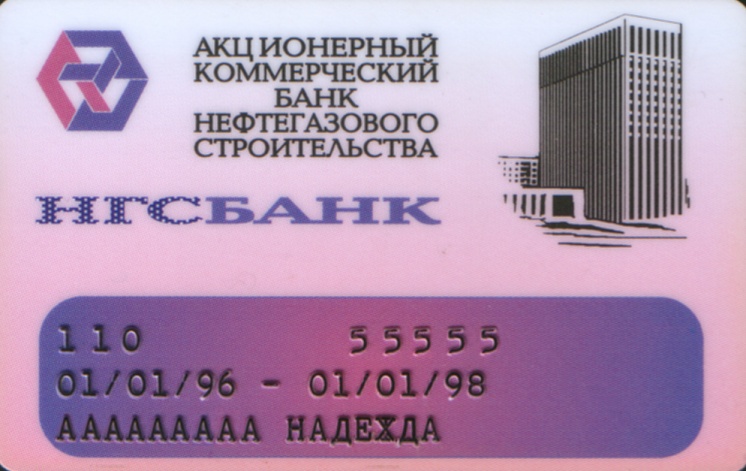 АКЦИОНЕРНЫЙ
КОММЕРЧЕСКИЙ
БАНК
НЕФТЕГАЗОВОГО
СТРОИТЕЛЬСТВА
НГСБАНК
110 55555
01/01/96 - 01/01/98
ААААААААА НАДЕЖДА